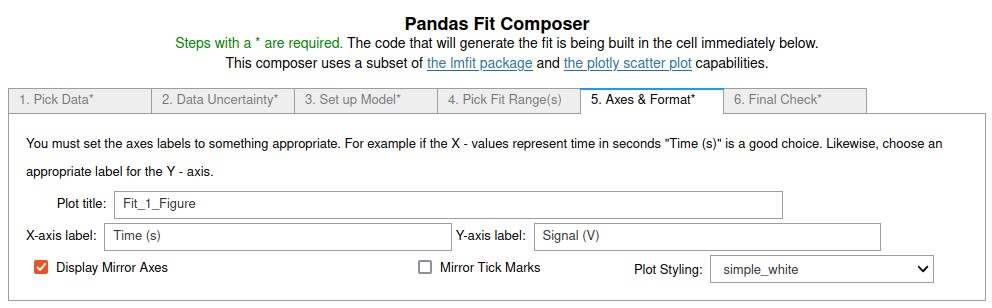 Pandas Fit Composer
Steps with a * are required. The code that will generate the fit is being built in the cell immediately below.
This composer uses a subset of the lmfit package and the plotly scatter plot capabilities.
1. Pick Data* 2. Data Uncertainty* 3. Set up Model* 4. Pick Fit Range(s) 5. Axes & Format* 6. Final Check*
You must set the axes labels to something appropriate. For example if the X - values represent time in seconds "Time (s)" is a good choice. Likewise, choose an
appropriate label for the Y - axis.
Plot title: Fit_1_Figure
X-axis label: Time (s) Y-axis label: Signal (V)
Display Mirror Axes Mirror Tick Marks Plot Styling: simple_white